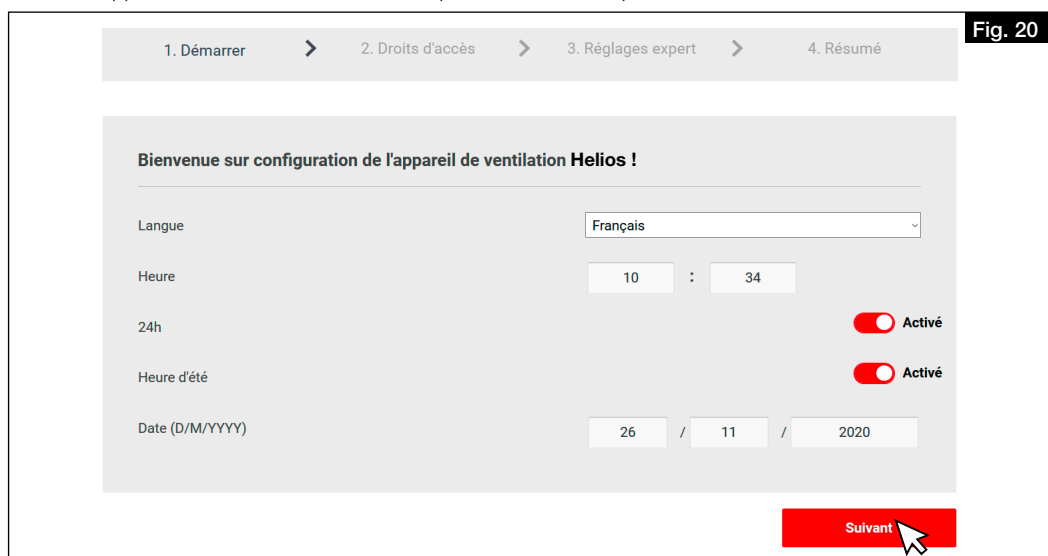 Fig. 20
1. Démarrer > 2. Droits d'accès > 3. Réglages expert > 4. Résumé
Bienvenue sur configuration de l'appareil de ventilation Helios !
Langue Français
Heure 10 : 34
24h Activé
Heure d'été Activé
Date (D/M/YYYY) 26 / 11 / 2020
Suivant